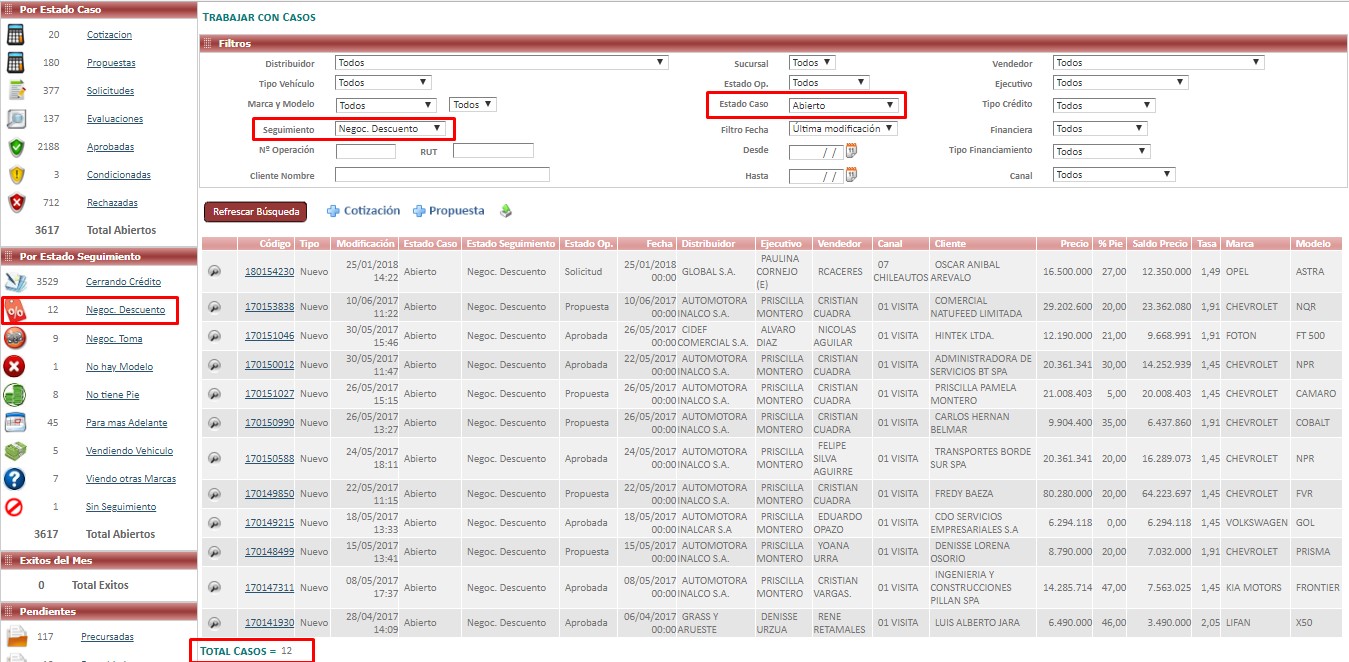 Por Estado Caso
20 Cotizacion
180 Propuestas
377 Solicitudes
137 Evaluaciones
2188 Aprobadas
3 Condicionadas
712 Rechazadas
3617 Total Abiertos
Por Estado Seguimiento
3529 Cerrando Crédito
12 Negoc. Descuento
9 Negoc. Toma
1 No hay Modelo
8 No tiene Pie
45 Para mas Adelante
5 Vendiendo Vehiculo
7 Viendo otras Marcas
1 Sin Seguimiento
3617 Total Abiertos
Exitos del Mes
0 Total Exitos
Pendientes
117 Precursadas
TRABAJAR CON CASOS
Filtros
Distribuidor Todos Sucursal Todos Vendedor Todos
Tipo Vehículo Todos Estado Op. Todos Ejecutivo Todos
Marca y Modelo Todos Todos Estado Caso Abierto Tipo Crédito Todos
Seguimiento Negoc. Descuento Filtro Fecha Última modificación Financiera Todos
Nº Operación RUT Desde / / Tipo Financiamiento Todos
Cliente Nombre Hasta / / Canal Todos
Refrescar Búsqueda Cotización Propuesta
Código Tipo Modificación Estado Caso Estado Seguimiento Estado Op. Fecha Distribuidor Ejecutivo Vendedor Canal Cliente Precio % Pie Saldo Precio Tasa Marca Modelo
180154230 Nuevo 25/01/2018 14:22 Abierto Negoc. Descuento Solicitud 25/01/2018 00:00 GLOBAL S.A. PAULINA CORNEJO (E) RCACERES 07 CHILEAUTOS OSCAR ANIBAL AREVALO 16.500.000 27,00 12.350.000 1,49 OPEL ASTRA
170153838 Nuevo 10/06/2017 11:22 Abierto Negoc. Descuento Propuesta 10/06/2017 00:00 AUTOMOTORA INALCO S.A. PRISCILLA MONTERO CRISTIAN CUADRA 01 VISITA COMERCIAL NATUFEED LIMITADA 29.202.600 20,00 23.362.080 1,91 CHEVROLET NQR
170151046 Nuevo 30/05/2017 15:46 Abierto Negoc. Descuento Aprobada 26/05/2017 00:00 CIDEF COMERCIAL S.A. ALVARO DIAZ NICOLAS AGUILAR 01 VISITA HINTEK LTDA. 12.190.000 21,00 9.668.991 1,91 FOTON FT 500
170150012 Nuevo 30/05/2017 11:47 Abierto Negoc. Descuento Aprobada 22/05/2017 00:00 AUTOMOTORA INALCO S.A. PRISCILLA MONTERO CRISTIAN CUADRA 01 VISITA ADMINISTRADORA DE SERVICIOS BT SPA 20.361.341 30,00 14.252.939 1,45 CHEVROLET NPR
170151027 Nuevo 26/05/2017 15:15 Abierto Negoc. Descuento Propuesta 26/05/2017 00:00 AUTOMOTORA INALCO S.A. PRISCILLA MONTERO CRISTIAN CUADRA 01 VISITA PRISCILLA PAMELA MONTERO 21.008.403 5,00 20.008.403 1,45 CHEVROLET CAMARO
170150990 Nuevo 26/05/2017 13:27 Abierto Negoc. Descuento Propuesta 26/05/2017 00:00 AUTOMOTORA INALCO S.A. PRISCILLA MONTERO CRISTIAN CUADRA 01 VISITA CARLOS HERNAN BELMAR 9.904.400 35,00 6.437.860 1,91 CHEVROLET COBALT
170150588 Nuevo 24/05/2017 18:11 Abierto Negoc. Descuento Aprobada 24/05/2017 00:00 AUTOMOTORA INALCO S.A. PRISCILLA MONTERO FELIPE SILVA AGUIRRE 01 VISITA TRANSPORTES BORDE SUR SPA 20.361.341 20,00 16.289.073 1,45 CHEVROLET NPR
170149850 Nuevo 22/05/2017 11:15 Abierto Negoc. Descuento Propuesta 22/05/2017 00:00 AUTOMOTORA INALCO S.A. PRISCILLA MONTERO CRISTIAN CUADRA 01 VISITA FREDY BAEZA 80.280.000 20,00 64.223.697 1,45 CHEVROLET FVR
170149215 Nuevo 18/05/2017 13:33 Abierto Negoc. Descuento Aprobada 18/05/2017 00:00 AUTOMOTORA INALCAR S.A PRISCILLA MONTERO EDUARDO OPAZO 01 VISITA CDO SERVICIOS EMPRESARIALES S.A 6.294.118 0,00 6.294.118 1,45 VOLKSWAGEN GOL
170148499 Nuevo 15/05/2017 13:41 Abierto Negoc. Descuento Propuesta 15/05/2017 00:00 AUTOMOTORA INALCO S.A. PRISCILLA MONTERO YOANA URRA 01 VISITA DENISSE LORENA OSORIO 8.790.000 20,00 7.032.000 1,91 CHEVROLET PRISMA
170147311 Nuevo 08/05/2017 17:37 Abierto Negoc. Descuento Aprobada 08/05/2017 00:00 AUTOMOTORA INALCO S.A. PRISCILLA MONTERO CRISTIAN VARGAS. 01 VISITA INGENIERIA Y CONSTRUCCIONES PILLAN SPA 14.285.714 47,00 7.563.025 1,45 KIA MOTORS FRONTIER
170141930 Nuevo 28/04/2017 14:09 Abierto Negoc. Descuento Aprobada 06/04/2017 00:00 GRASS Y ARUESTE DENISSE URZUA RENE RETAMALES 01 VISITA LUIS ALBERTO JARA 6.490.000 46,00 3.490.000 2,05 LIFAN X50
TOTAL CASOS = 12